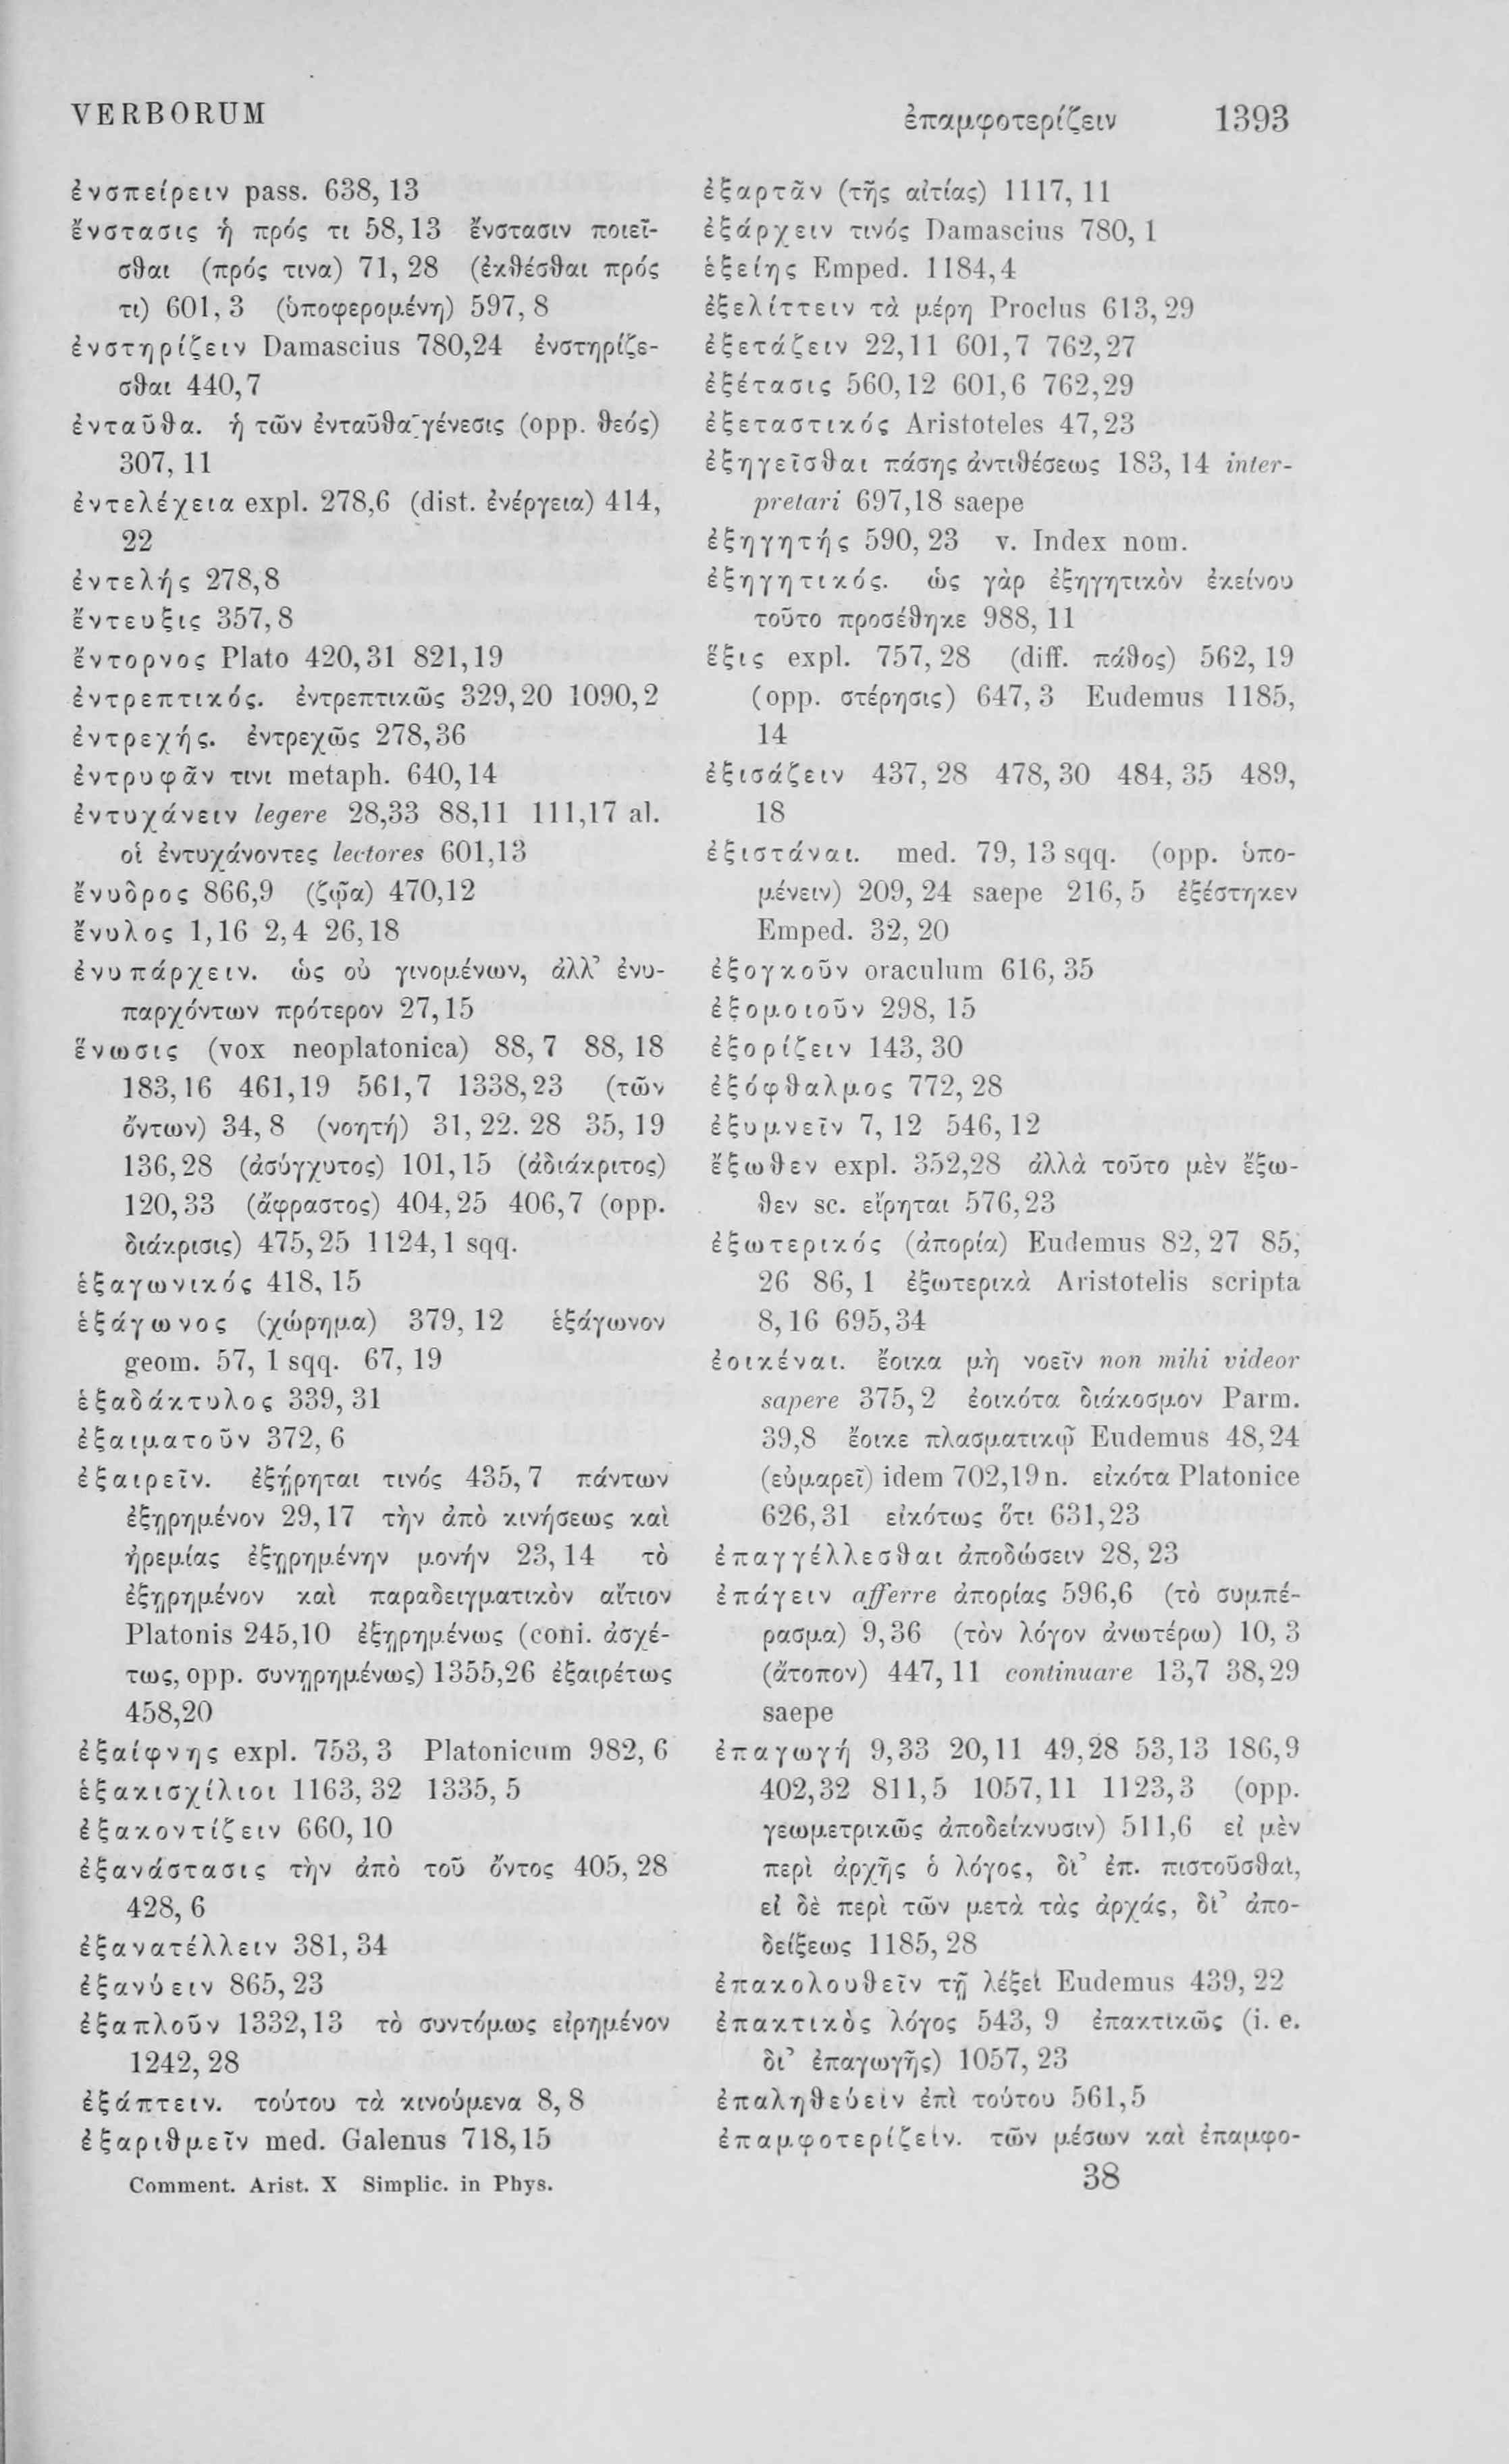 VERBORUM
ἐπαμφοτερίζειν 1393
ἐνσπείρειν pass. 638, 13
ἔνστασις ἡ πρός τι 58,13 ἔνστασιν ποιεῖ-
σθαι (πρός τινα) 71, 28 (ἐκθέσθαι πρός
τι) 601, 3 (ὑποφερομένη) 597, 8
ἐνστηρίζειν Damascius 780,24 ἐνστηρίζε-
σθαι 440,7
ἐνταῦθα. ἡ τῶν ἐνταῦθα γένεσις (opp. θεός)
307, 11
ἐντελέχεια expl. 278,6 (dist. ἐνέργεια) 414,
22
ἐντελής 278,8
ἔντευξις 357,8
ἔντορνος Plato 420,31 821,19
ἐντρεπτικός. ἐντρεπτικῶς 329,20 1090,2
ἐντρεχής. ἐντρεχῶς 278,36
ἐντρυφᾶν τινι metaph. 640,14
ἐντυχάνειν legere 28,33 88,11 111,17 al.
οἱ ἐντυχάνοντες lectores 601,13
ἔνυδρος 866,9 (ζῷα) 470,12
ἔνυλος 1,16 2,4 26,18
ἐνυπάρχειν. ὡς οὐ γινομένων, ἀλλ’ ἐνυ-
παρχόντων πρότερον 27,15
ἕνωσις (vox neoplatonica) 88, 7 88, 18
183,16 461,19 561,7 1338,23 (τῶν
ὄντων) 34, 8 (νοητή) 31, 22. 28 35, 19
136,28 (ἀσύγχυτος) 101,15 (ἀδιάκριτος)
120,33 (ἄφραστος) 404,25 406,7 (opp.
διάκρισις) 475,25 1124,1 sqq.
ἑξαγωνικός 418, 15
ἑξάγωνος (χώρημα) 379, 12 ἑξάγωνον
geom. 57, 1 sqq. 67, 19
ἑξαδάκτυλος 339, 31
ἐξαιματοῦν 372, 6
ἐξαιρεῖν. ἐξῄρηται τινός 435, 7 πάντων
ἐξῃρημένον 29,17 τὴν ἀπὸ κινήσεως καὶ
ἠρεμίας ἐξῃρημένην μονήν 23, 14 τὸ
ἐξῃρημένον καὶ παραδειγματικὸν αἴτιον
Platonis 245,10 ἐξῃρημένως (coni. ἀσχέ-
τως, opp. συνῃρημένως) 1355,26 ἐξαιρέτως
458,20
ἐξαίφνης expl. 753, 3 Platonicum 982, 6
ἑξακισχίλιοι 1163, 32 1335, 5
ἐξακοντίζειν 660, 10
ἐξανάστασις τὴν ἀπὸ τοῦ ὄντος 405, 28
428, 6
ἐξανατέλλειν 381, 34
ἐξανύειν 865, 23
ἐξαπλοῦν 1332,13 τὸ συντόμως εἰρημένον
1242, 28
ἐξάπτειν. τούτου τὰ κινούμενα 8, 8
ἐξαριθμεῖν med. Galenus 718,15
Comment. Arist. X Simplic. in Phys.
ἐξαρτᾶν (τῆς αἰτίας) 1117, 11
ἐξάρχειν τινός Damascius 780, 1
ἑξείης Emped. 1184,4
ἐξελίττειν τὰ μέρη Proclus 613, 29
ἐξετάζειν 22,11 601,7 762,27
ἐξέτασις 560,12 601,6 762,29
ἐξεταστικός Aristoteles 47,23
ἐξηγεῖσθαι πάσης ἀντιθέσεως 183, 14 inter-
pretari 697,18 saepe
ἐξηγητής 590, 23 v. Index nom.
ἐξηγητικός. ὡς γὰρ ἐξηγητικὸν ἐκείνου
τοῦτο προσέθηκε 988, 11
ἕξις expl. 757, 28 (diff. πάθος) 562, 19
(opp. στέρησις) 647, 3 Eudemus 1185,
14
ἐξισάζειν 437, 28 478, 30 484, 35 489,
18
ἐξιστάναι. med. 79, 13 sqq. (opp. ὑπο-
μένειν) 209, 24 saepe 216, 5 ἐξέστηκεν
Emped. 32, 20
ἐξογκοῦν oraculum 616, 35
ἐξομοιοῦν 298, 15
ἐξορίζειν 143, 30
ἐξόφθαλμος 772, 28
ἐξυμνεῖν 7, 12 546, 12
ἔξωθεν expl. 352,28 ἀλλὰ τοῦτο μὲν ἔξω-
θεν sc. εἴρηται 576,23
ἐξωτερικός (ἀπορία) Eudemus 82, 27 85,
26 86, 1 ἐξωτερικὰ Aristotelis scripta
8, 16 695,34
ἐοικέναι. ἔοικα μὴ νοεῖν non mihi videor
sapere 375, 2 ἐοικότα διάκοσμον Parm.
39,8 ἔοικε πλασματικῷ Eudemus 48,24
(εὐμαρεῖ) idem 702,19n. εἰκότα Platonice
626,31 εἰκότως ὅτι 631,23
ἐπαγγέλλεσθαι ἀποδώσειν 28, 23
ἐπάγειν afferre ἀπορίας 596,6 (τὸ συμπέ-
ρασμα) 9,36 (τὸν λόγον ἀνωτέρω) 10, 3
(ἄτοπον) 447, 11 continuare 13,7 38,29
saepe
ἐπαγωγή 9,33 20,11 49,28 53,13 186,9
402,32 811,5 1057,11 1123,3 (opp.
γεωμετρικῶς ἀποδείκνυσιν) 511,6 εἰ μὲν
περὶ ἀρχῆς ὁ λόγος, δι’ ἐπ. πιστοῦσθαι,
εἰ δὲ περὶ τῶν μετὰ τὰς ἀρχάς, δι’ ἀπο-
δείξεως 1185, 28
ἐπακολουθεῖν τῇ λέξει Eudemus 439, 22
ἐπακτικὸς λόγος 543, 9 ἐπακτικῶς (i. e.
δι’ ἐπαγωγῆς) 1057, 23
ἐπαληθεύειν ἐπὶ τούτου 561,5
ἐπαμφοτερίζειν. τῶν μέσων καὶ ἐπαμφο-
38